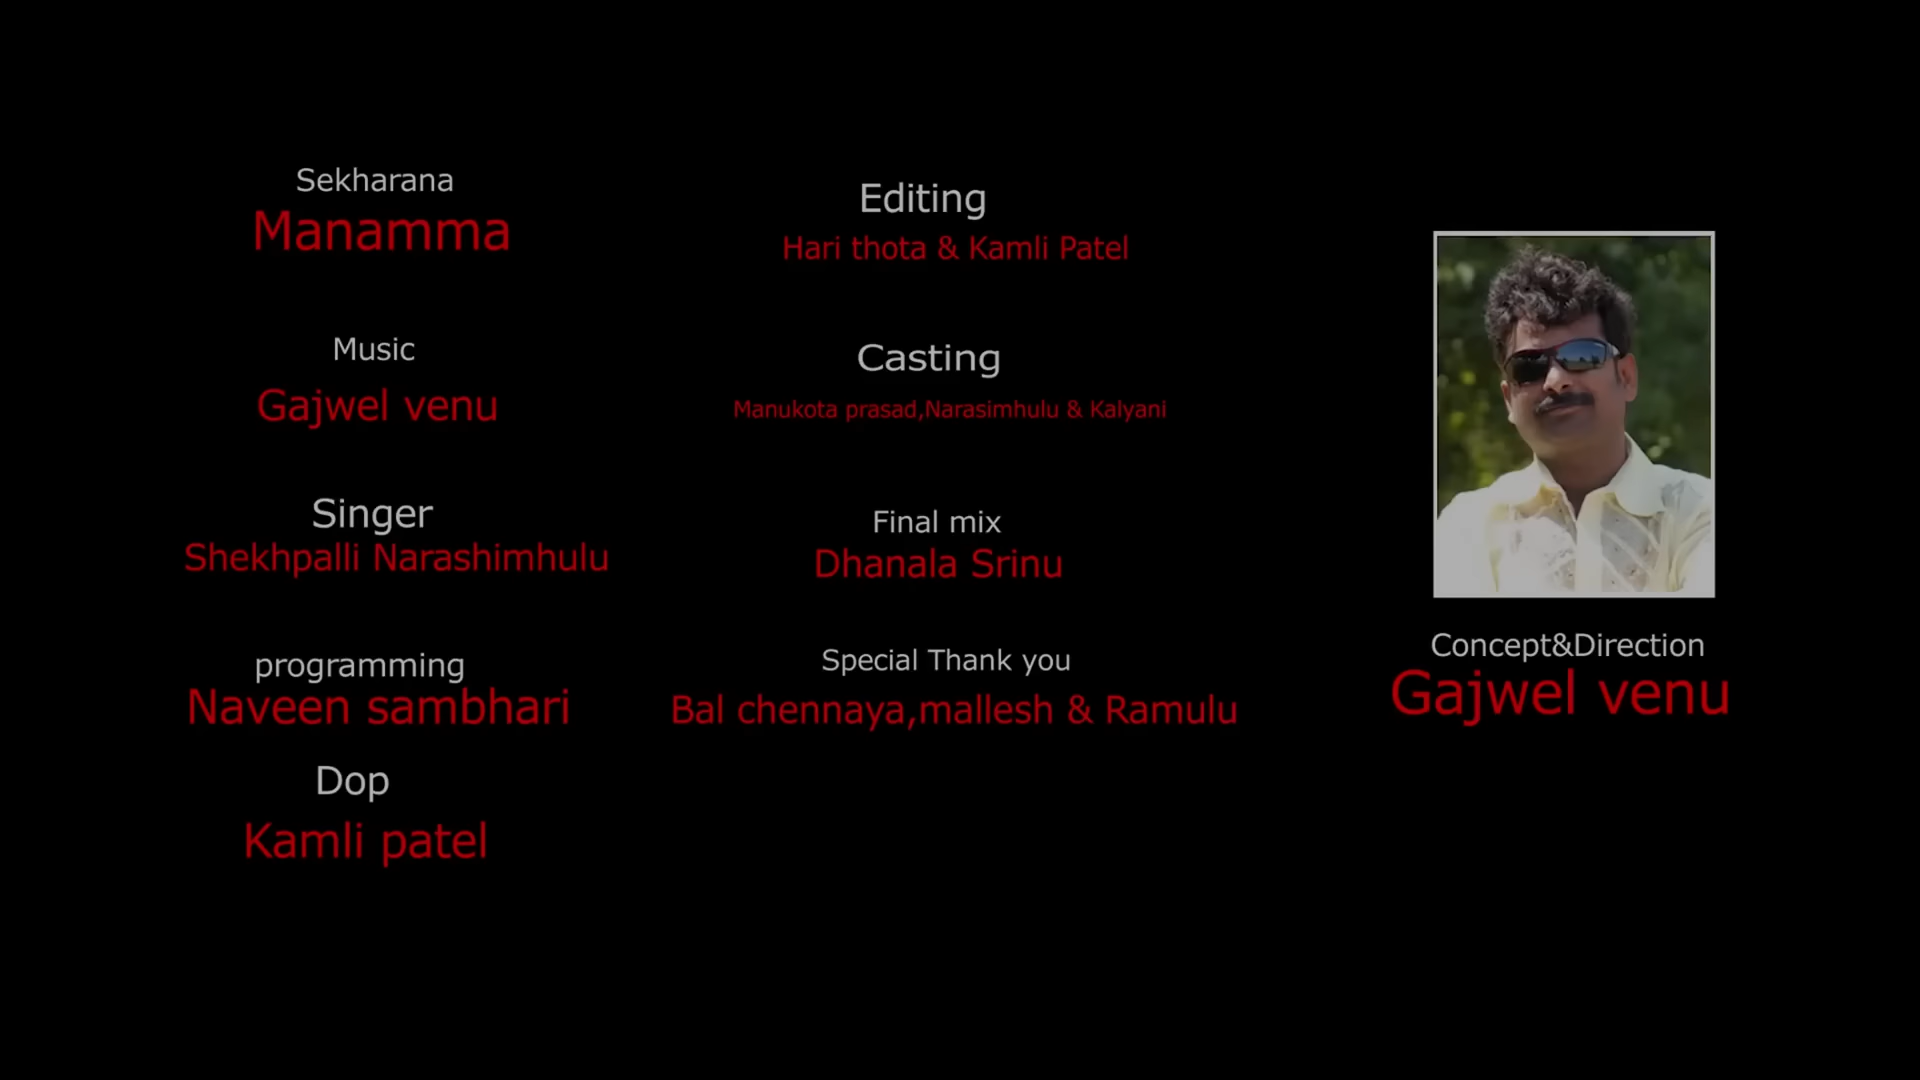 Sekharana
Manamma
Music
Gajwel venu
Singer
Shekhpalli Narashimhulu
programming
Naveen sambhari
Dop
Kamli patel
Editing
Hari thota & Kamli Patel
Casting
Manukota prasad,Narasimhulu & Kalyani
Final mix
Dhanala Srinu
Special Thank you
Bal chennaya,mallesh & Ramulu
Concept&Direction
Gajwel venu